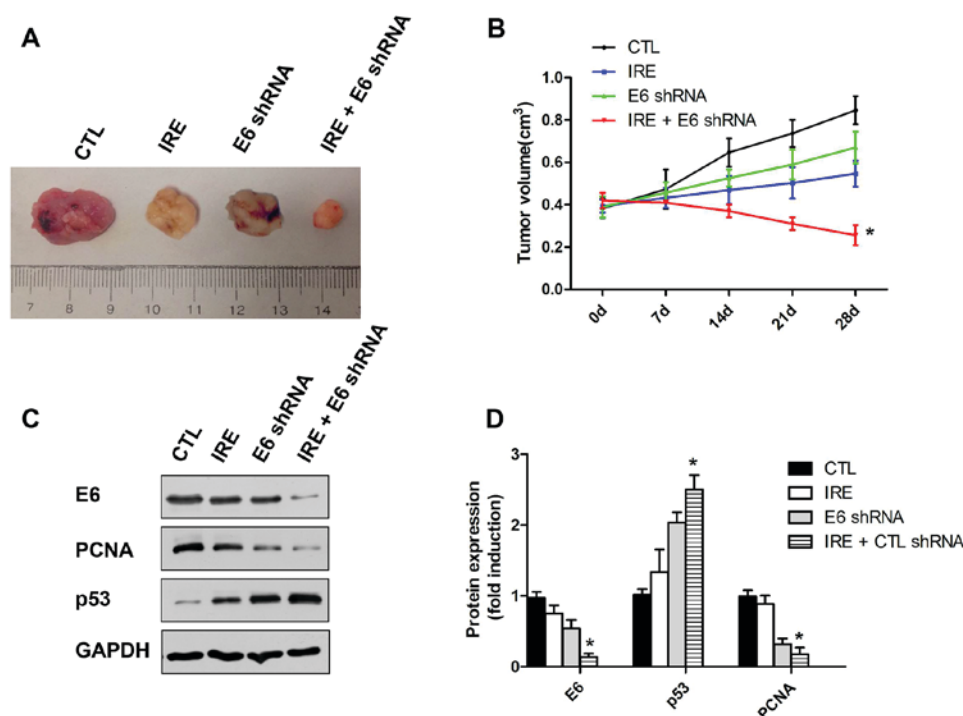 A
CTL
IRE
E6 shRNA
IRE + E6 shRNA
7 8 9 10 11 12 13 14
B
CTL
IRE
E6 shRNA
IRE + E6 shRNA
Tumor volume(cm³)
1.0
0.8
0.6
0.4
0.2
0.0
*
0d 7d 14d 21d 28d
C
CTL
IRE
E6 shRNA
IRE + E6 shRNA
E6
PCNA
p53
GAPDH
D
CTL
IRE
E6 shRNA
IRE + CTL shRNA
Protein expression
(fold induction)
3
2
1
0
* * *
E6 p53 PCNA